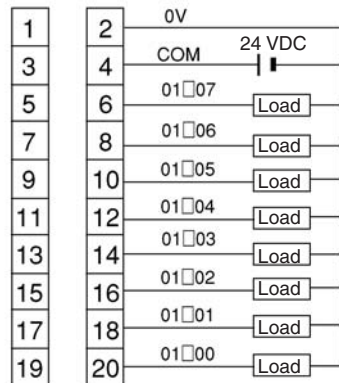 1 2 0V
3 4 COM 24 VDC
5 6 01□07 Load
7 8 01□06 Load
9 10 01□05 Load
11 12 01□04 Load
13 14 01□03 Load
15 16 01□02 Load
17 18 01□01 Load
19 20 01□00 Load